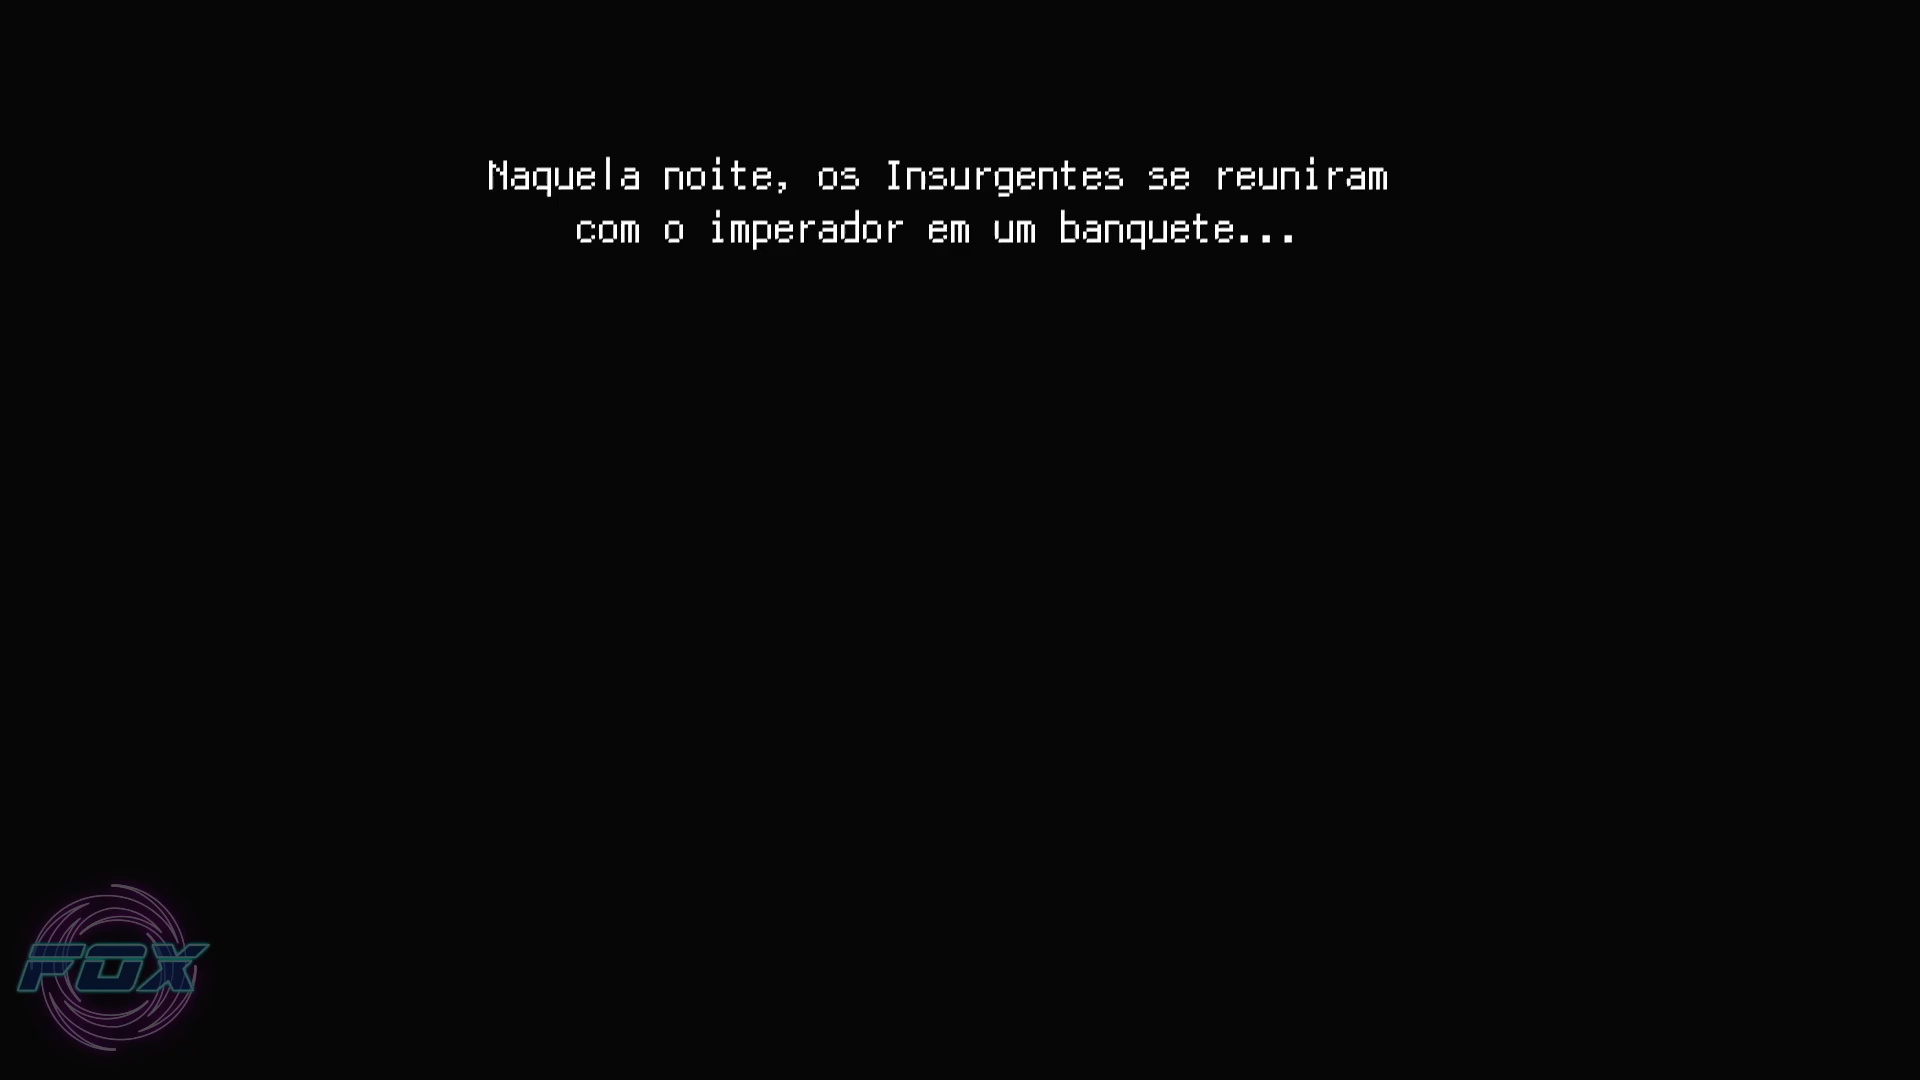 Naquela noite, os Insurgentes se reuniram
com o imperador em um banquete...
FOX